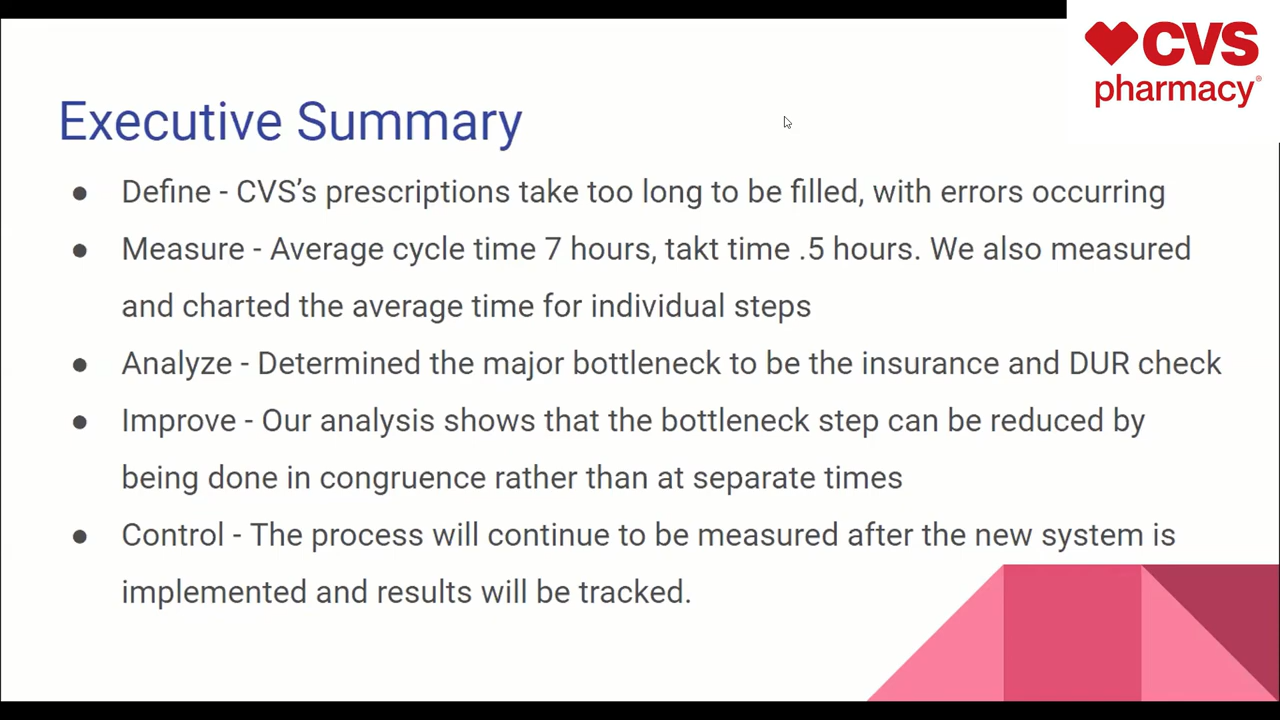 CVS
pharmacy®
Executive Summary
● Define - CVS’s prescriptions take too long to be filled, with errors occurring
● Measure - Average cycle time 7 hours, takt time .5 hours. We also measured
and charted the average time for individual steps
● Analyze - Determined the major bottleneck to be the insurance and DUR check
● Improve - Our analysis shows that the bottleneck step can be reduced by
being done in congruence rather than at separate times
● Control - The process will continue to be measured after the new system is
implemented and results will be tracked.